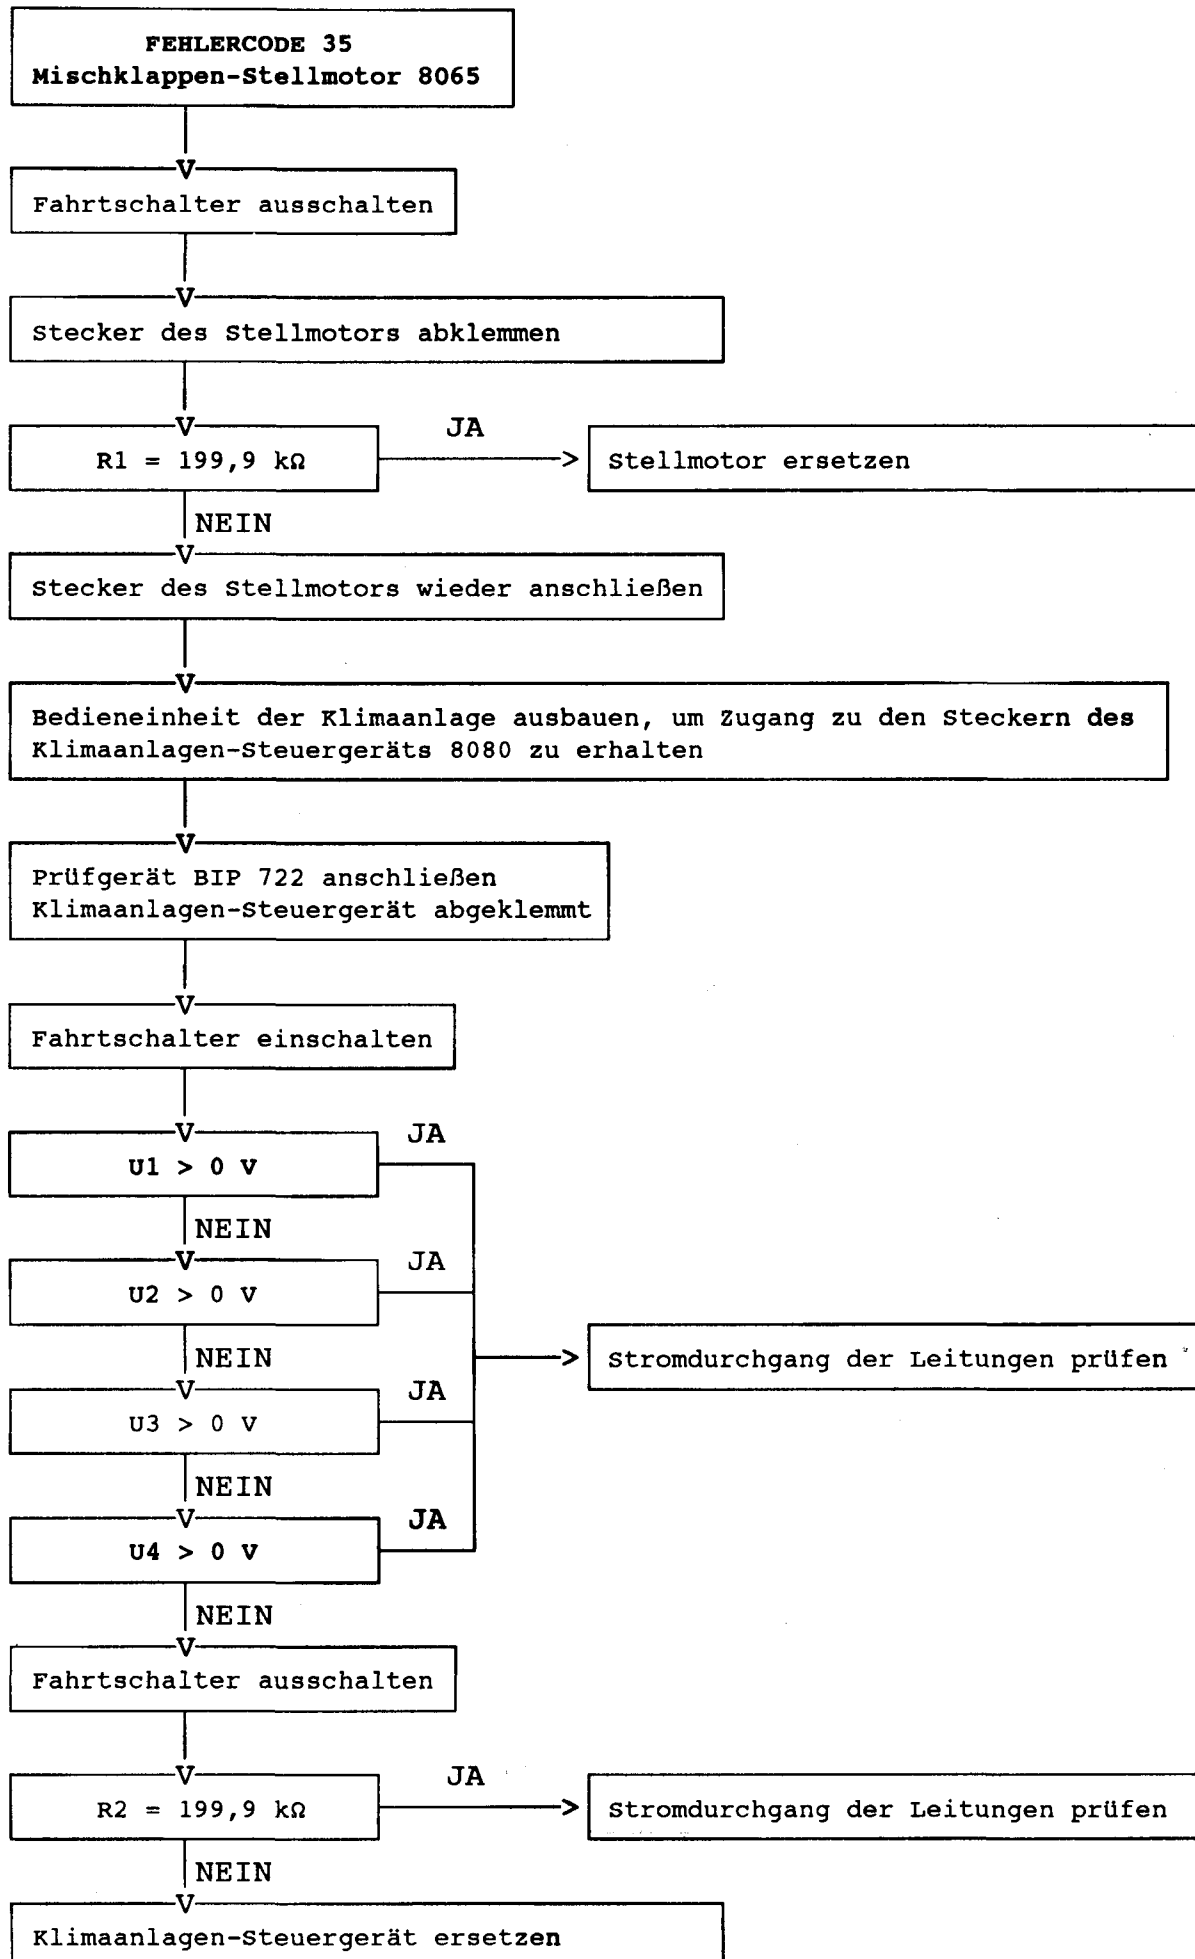 FEHLERCODE 35
Mischklappen-Stellmotor 8065
Fahrtschalter ausschalten
Stecker des Stellmotors abklemmen
R1 = 199,9 kΩ
JA
Stellmotor ersetzen
NEIN
Stecker des Stellmotors wieder anschließen
Bedieneinheit der Klimaanlage ausbauen, um Zugang zu den Steckern des
Klimaanlagen-Steuergeräts 8080 zu erhalten
Prüfgerät BIP 722 anschließen
Klimaanlagen-Steuergerät abgeklemmt
Fahrtschalter einschalten
U1 > 0 V
JA
NEIN
U2 > 0 V
JA
NEIN
Stromdurchgang der Leitungen prüfen
U3 > 0 V
JA
NEIN
U4 > 0 V
JA
NEIN
Fahrtschalter ausschalten
R2 = 199,9 kΩ
JA
Stromdurchgang der Leitungen prüfen
NEIN
Klimaanlagen-Steuergerät ersetzen